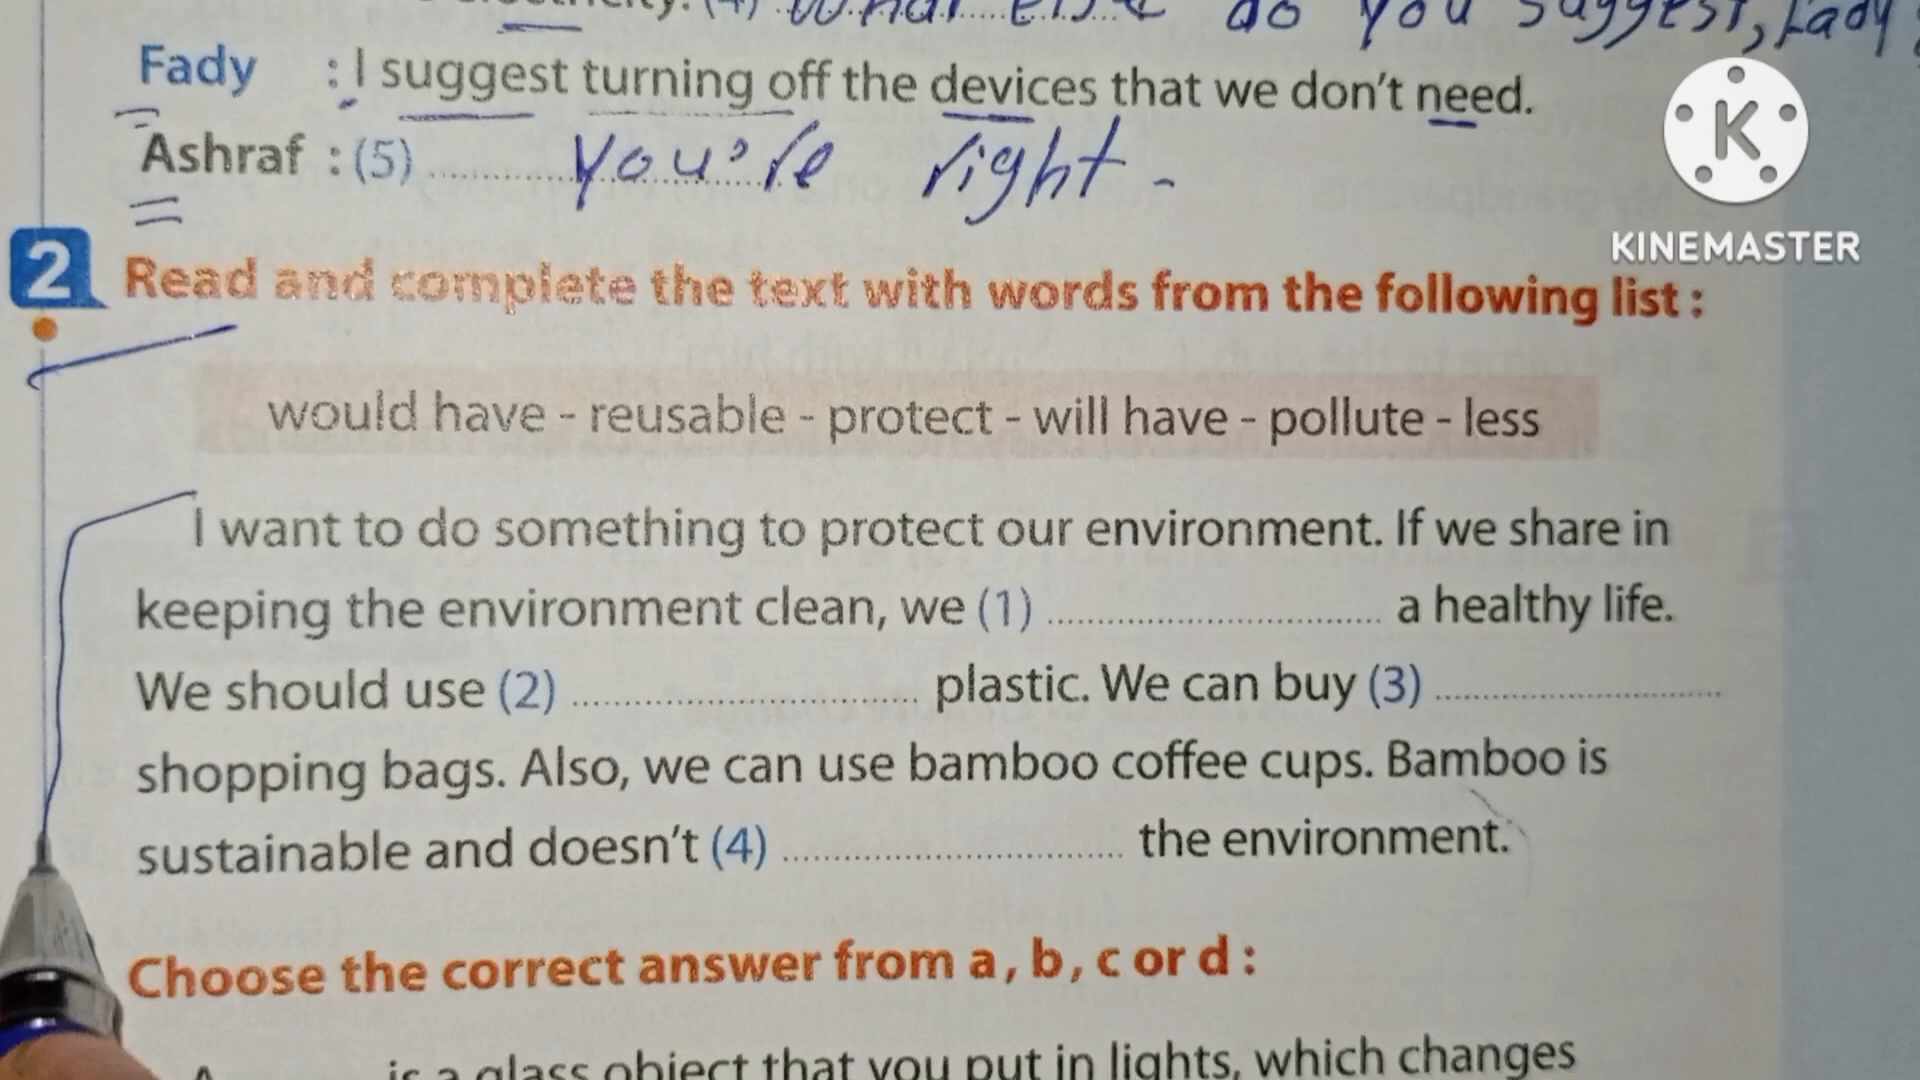 (4) What else do you suggest, Fady
Fady : I suggest turning off the devices that we don't need.
Ashraf : (5) ............ You're right.
K
KINEMASTER
2 Read and complete the text with words from the following list :
would have - reusable - protect - will have - pollute - less
I want to do something to protect our environment. If we share in
keeping the environment clean, we (1) ............ a healthy life.
We should use (2) ............ plastic. We can buy (3) ............
shopping bags. Also, we can use bamboo coffee cups. Bamboo is
sustainable and doesn't (4) ............ the environment.
Choose the correct answer from a, b, c or d :
A ...... is a glass object that you put in lights, which changes